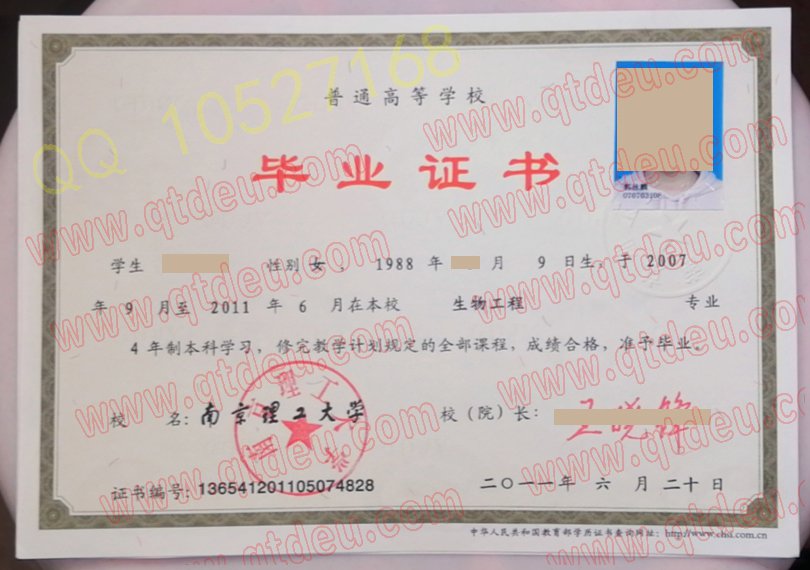 QQ 10527168
www.qtdeu.com
普通高等学校
毕业证书
070703108
学生 性别 女 ， 1988 年 月 9 日生，于 2007
年 9 月至 2011 年 6 月在本校 生物工程 专业
4 年制本科学习，修完教学计划规定的全部课程，成绩合格，准予毕业。
校 名：南京理工大学 校（院）长：
证书编号：136541201105074828 二〇一一年 六 月 二十 日
中华人民共和国教育部学历证书查询网址：http://www.chsi.com.cn